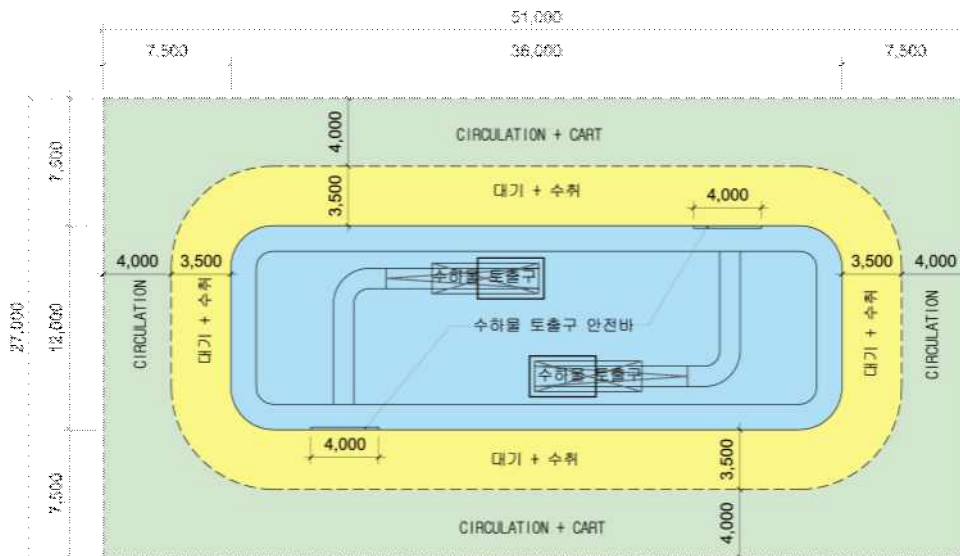 51,000
7,500
36,000
7,500
4,000
CIRCULATION + CART
7,500
3,500
대기 + 수취
4,000
4,000
3,500
3,500
4,000
수하물 토출구
27,000
12,000
CIRCULATION
대기 + 수취
수하물 토출구 안전바
대기 + 수취
CIRCULATION
수하물 토출구
4,000
대기 + 수취
3,500
7,500
CIRCULATION + CART
4,000